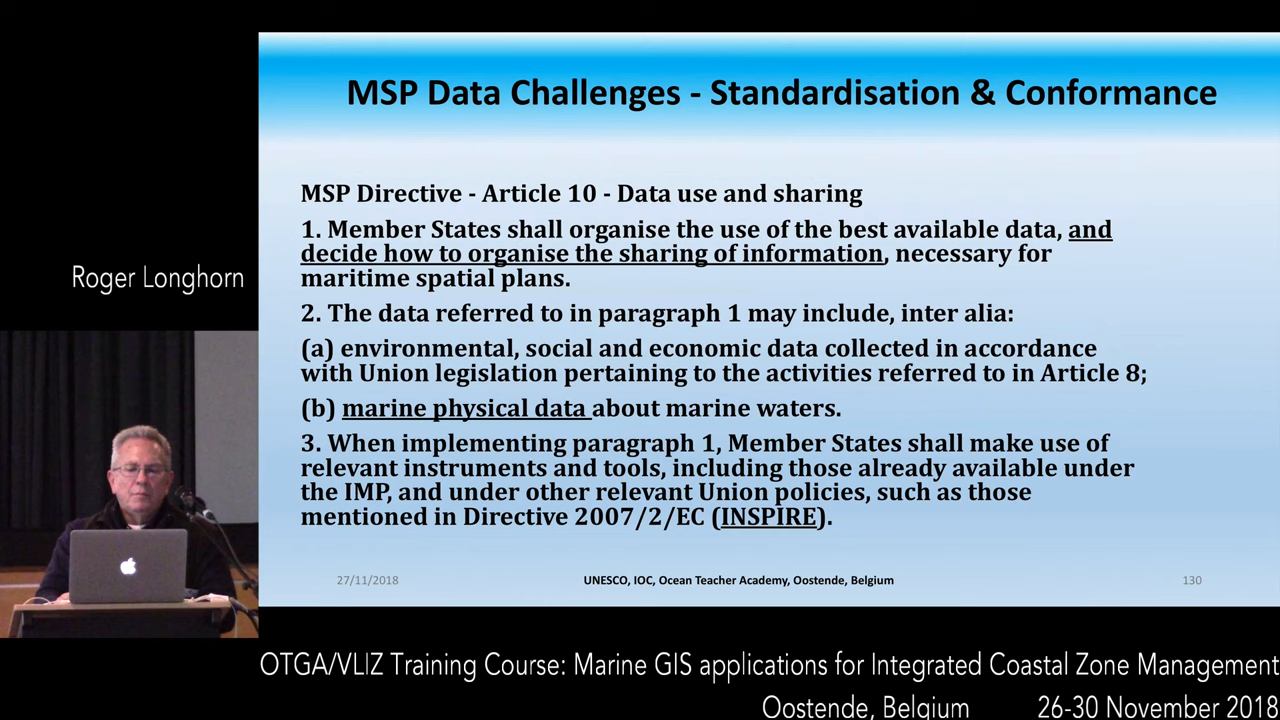 MSP Data Challenges - Standardisation & Conformance
MSP Directive - Article 10 - Data use and sharing
1. Member States shall organise the use of the best available data, and
decide how to organise the sharing of information, necessary for
maritime spatial plans.
2. The data referred to in paragraph 1 may include, inter alia:
(a) environmental, social and economic data collected in accordance
with Union legislation pertaining to the activities referred to in Article 8;
(b) marine physical data about marine waters.
3. When implementing paragraph 1, Member States shall make use of
relevant instruments and tools, including those already available under
the IMP, and under other relevant Union policies, such as those
mentioned in Directive 2007/2/EC (INSPIRE).
27/11/2018
UNESCO, IOC, Ocean Teacher Academy, Oostende, Belgium
130
Roger Longhorn
OTGA/VLIZ Training Course: Marine GIS applications for Integrated Coastal Zone Management
Oostende, Belgium 26-30 November 2018